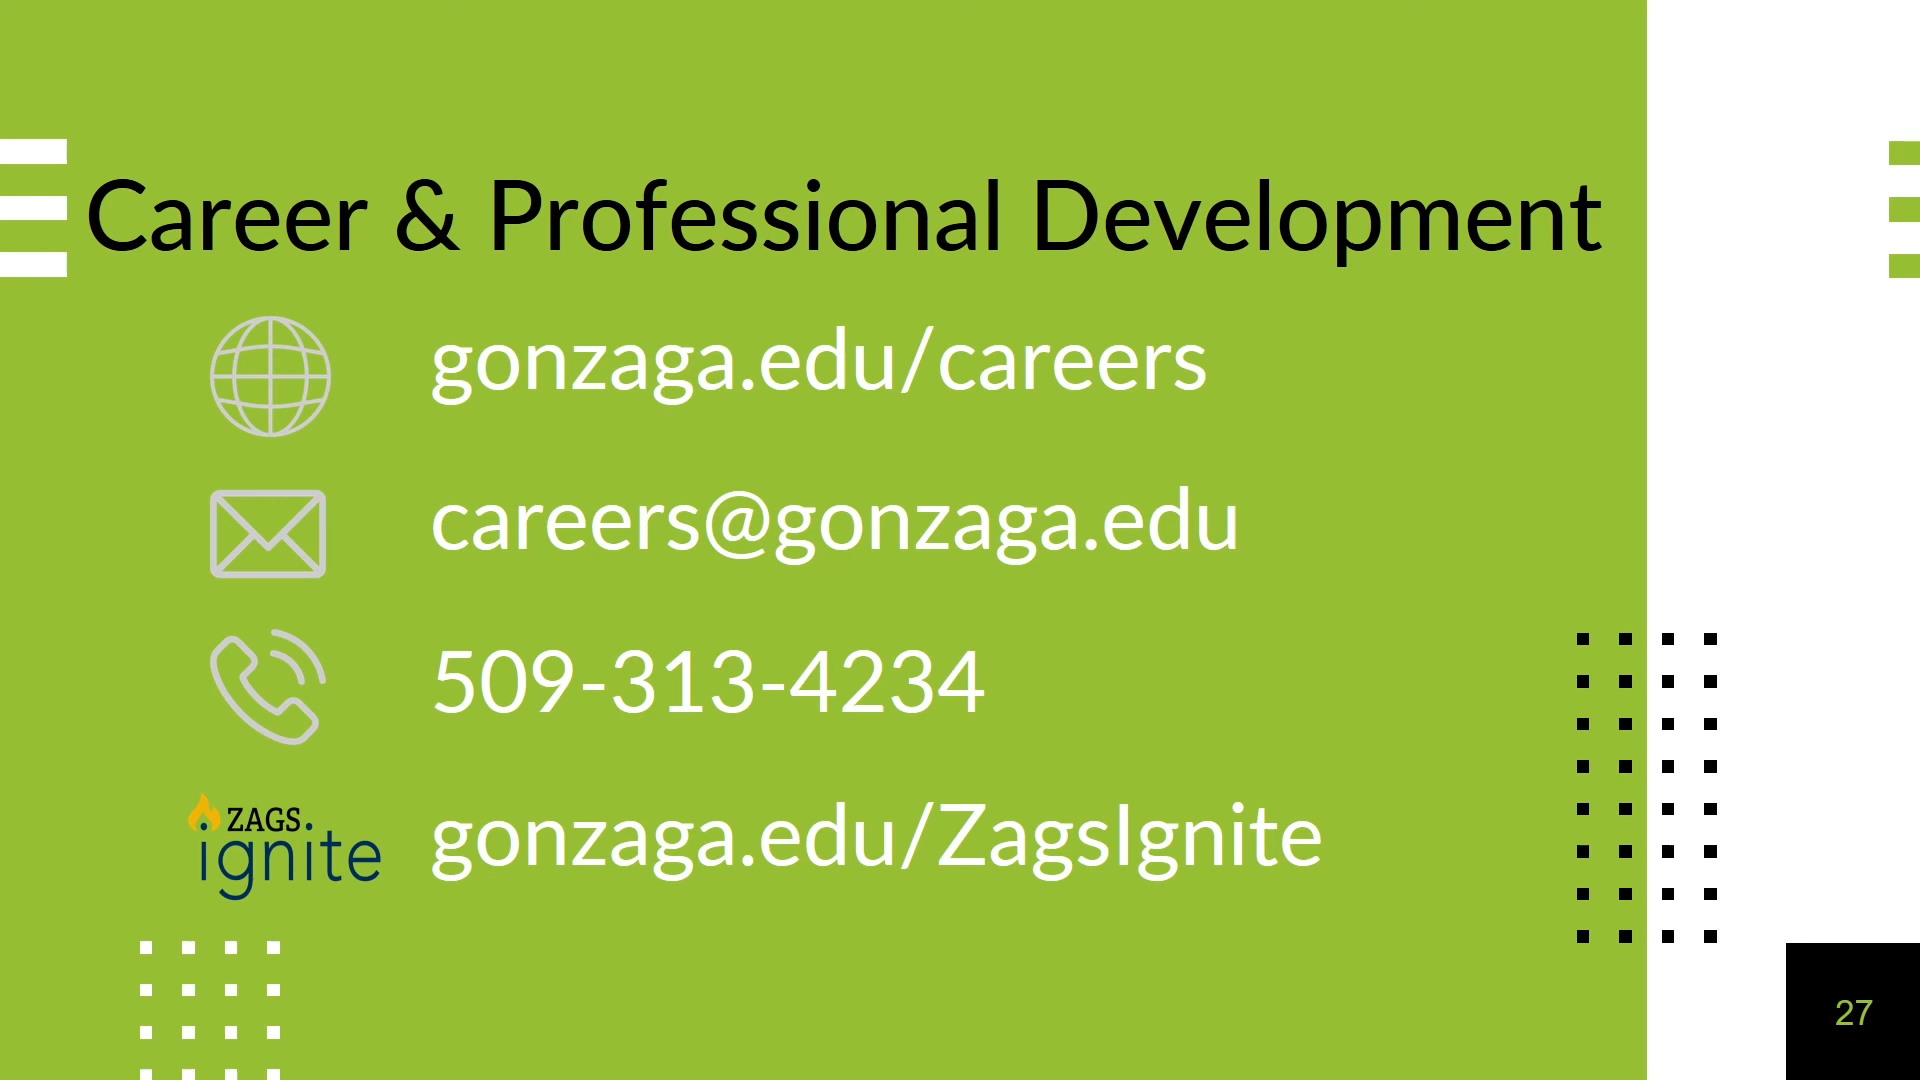 Career & Professional Development
gonzaga.edu/careers
careers@gonzaga.edu
509-313-4234
ZAGS
ignite
gonzaga.edu/ZagsIgnite
27